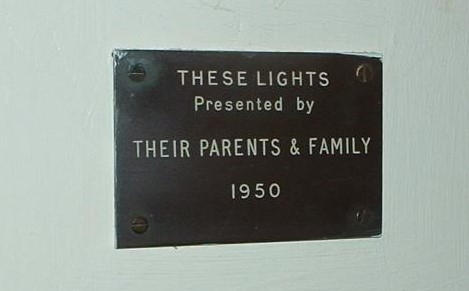 THESE LIGHTS
Presented by
THEIR PARENTS & FAMILY
1950